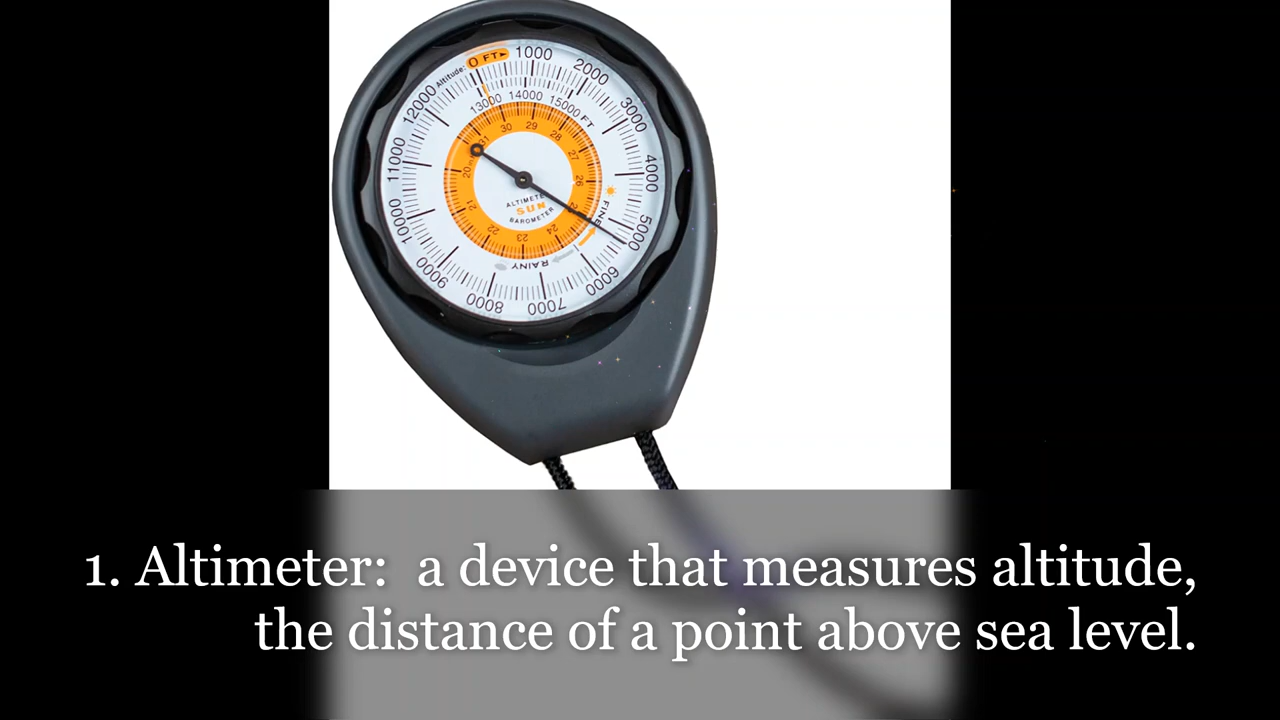 Altitude: 0 FT
1000
2000
3000
4000
5000
6000
7000
8000
9000
10000
11000
12000
13000
14000
15000 FT
31
30
29
28
27
26
25
24
23
22
21
20
FINE
RAINY
ALTIMETER
SUN
BAROMETER
1. Altimeter: a device that measures altitude,
the distance of a point above sea level.